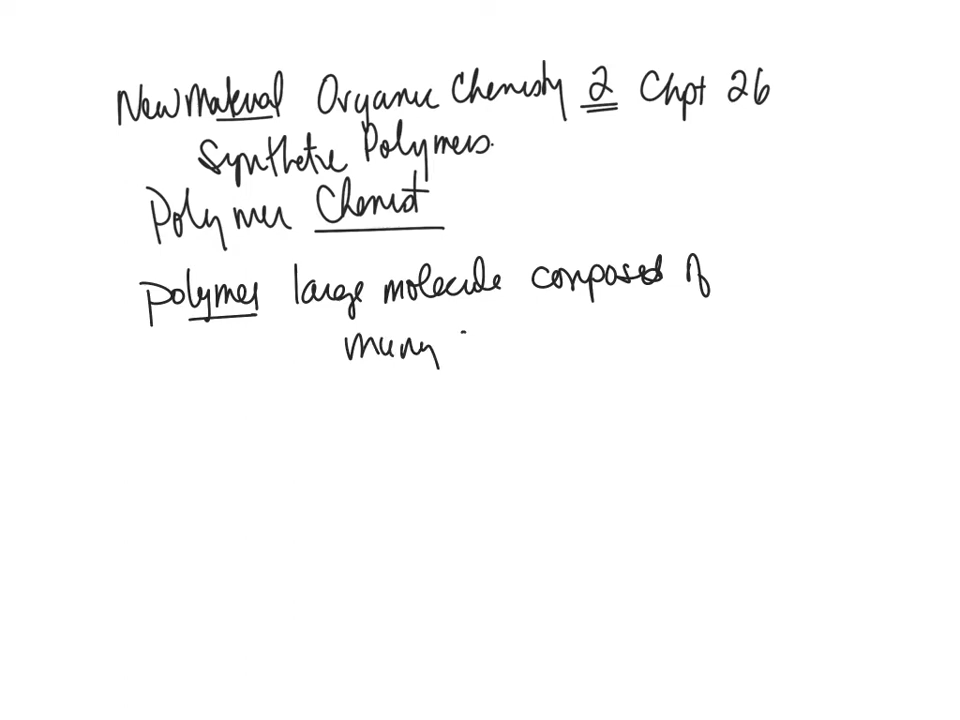 New Material Organic Chemistry 2 Chpt 26
Synthetic Polymers.
Polymer Chemist
polymer large molecule composed of
many